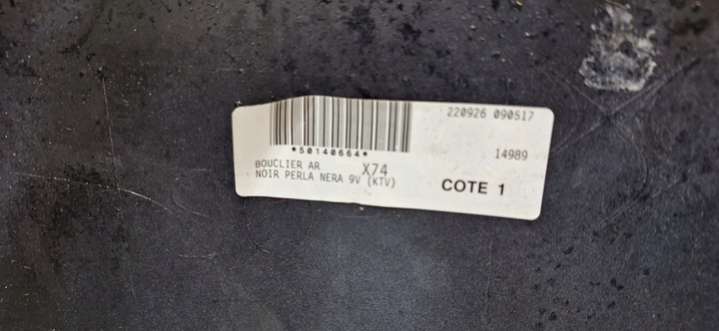 220926 090517
*50140664*
14989
BOUCLIER AR X74
NOIR PERLA NERA 9V (KTV)
COTE 1